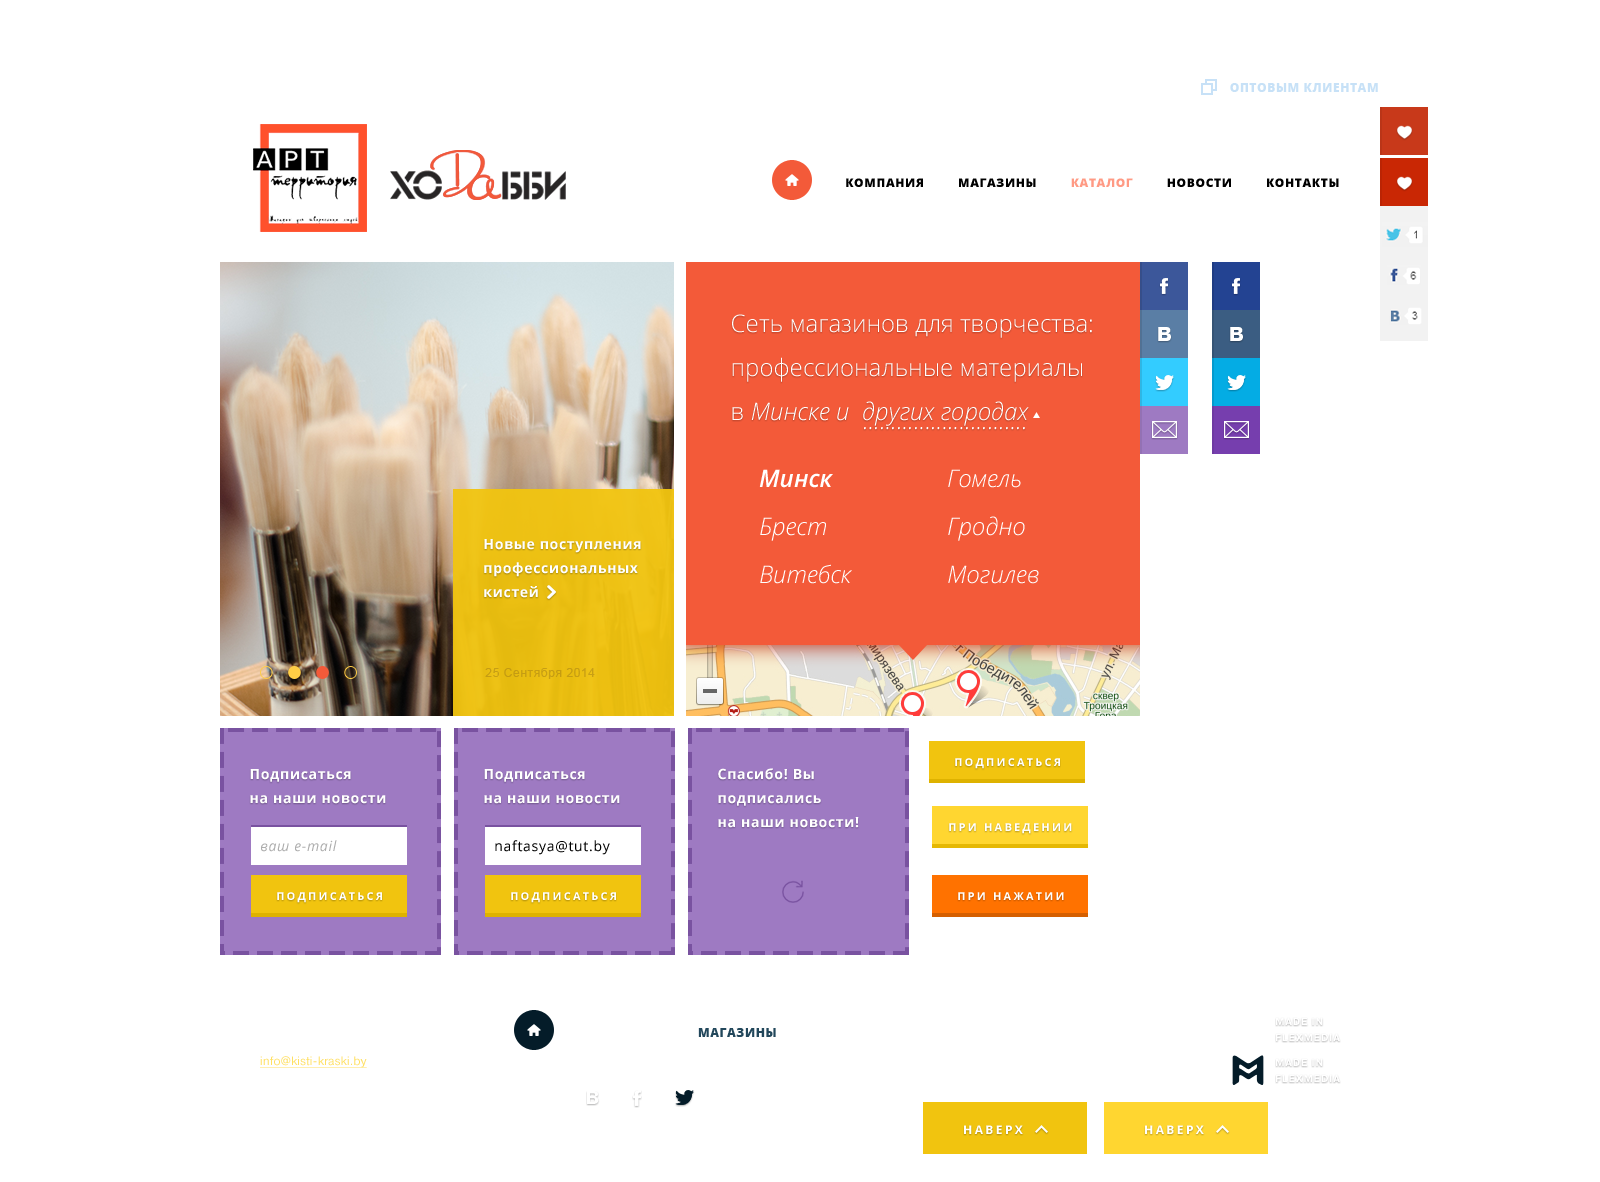 ОПТОВЫМ КЛИЕНТАМ
АРТ
территория
ХОДАББИ
КОМПАНИЯ
МАГАЗИНЫ
КАТАЛОГ
НОВОСТИ
КОНТАКТЫ
1
6
3
Сеть магазинов для творчества:
профессиональные материалы
в Минске и других городах
Минск
Гомель
Брест
Гродно
Витебск
Могилев
Новые поступления
профессиональных
кистей
25 Сентября 2014
г.Победителей
ул. Ма
сквер
Троицкая
Гора
Подписаться
на наши новости
ваш e-mail
ПОДПИСАТЬСЯ
Подписаться
на наши новости
naftasya@tut.by
ПОДПИСАТЬСЯ
Спасибо! Вы
подписались
на наши новости!
ПОДПИСАТЬСЯ
ПРИ НАВЕДЕНИИ
ПРИ НАЖАТИИ
МАГАЗИНЫ
info@kisti-kraski.by
MADE IN
FLEXMEDIA
MADE IN
FLEXMEDIA
НАВЕРХ
НАВЕРХ